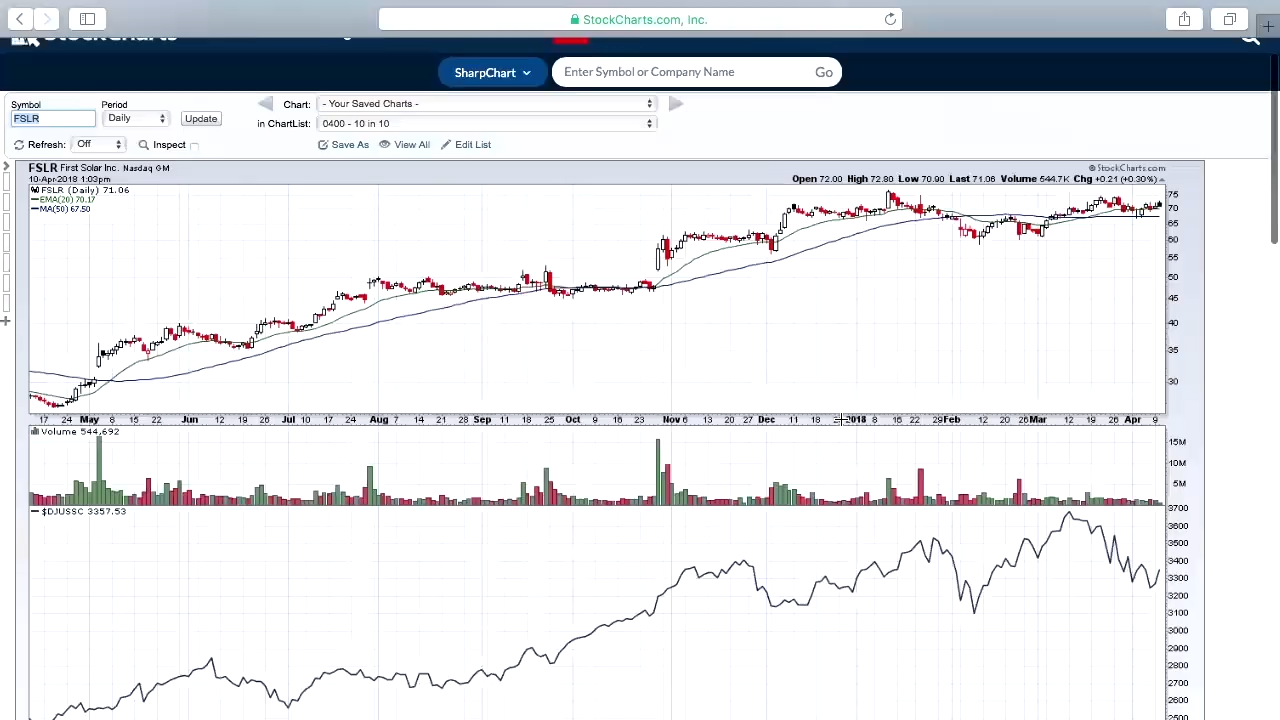 StockCharts.com, Inc.
StockCharts
SharpChart
Enter Symbol or Company Name
Go
Symbol
Period
Chart:
- Your Saved Charts -
FSLR
Daily
Update
in ChartList:
0400 - 10 in 10
Refresh:
Off
Inspect
Save As
View All
Edit List
FSLR First Solar Inc. Nasdaq GM
© StockCharts.com
10-Apr-2018 1:03pm
Open 72.00 High 72.80 Low 70.90 Last 71.06 Volume 544.7K Chg +0.21 (+0.30%)
FSLR (Daily) 71.06
EMA(20) 70.17
MA(50) 67.50
75
70
65
60
55
50
45
40
35
30
17 24 May 8 15 22 Jun 12 19 26 Jul 10 17 24 Aug 7 14 21 28 Sep 11 18 25 Oct 9 16 23 Nov 6 13 20 27 Dec 11 18 2018 8 16 22 29 Feb 12 20 26 Mar 12 19 26 Apr 9
Volume 544,692
15M
10M
5M
$DJUSSC 3357.53
3700
3600
3500
3400
3300
3200
3100
3000
2900
2800
2700
2600
2500